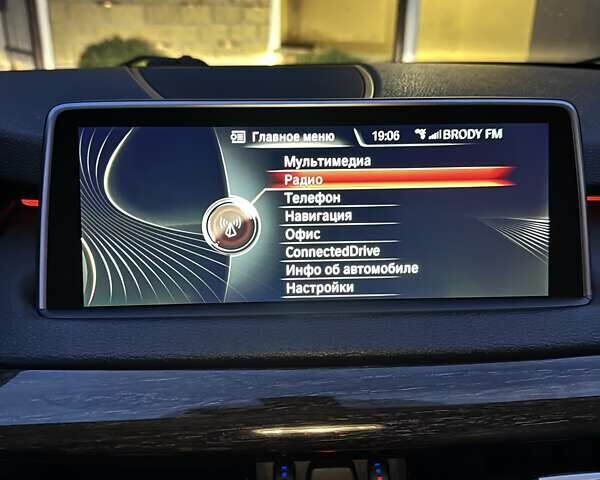 Главное меню 19:06 BRODY FM
Мультимедиа
Радио
Телефон
Навигация
Офис
ConnectedDrive
Инфо об автомобиле
Настройки